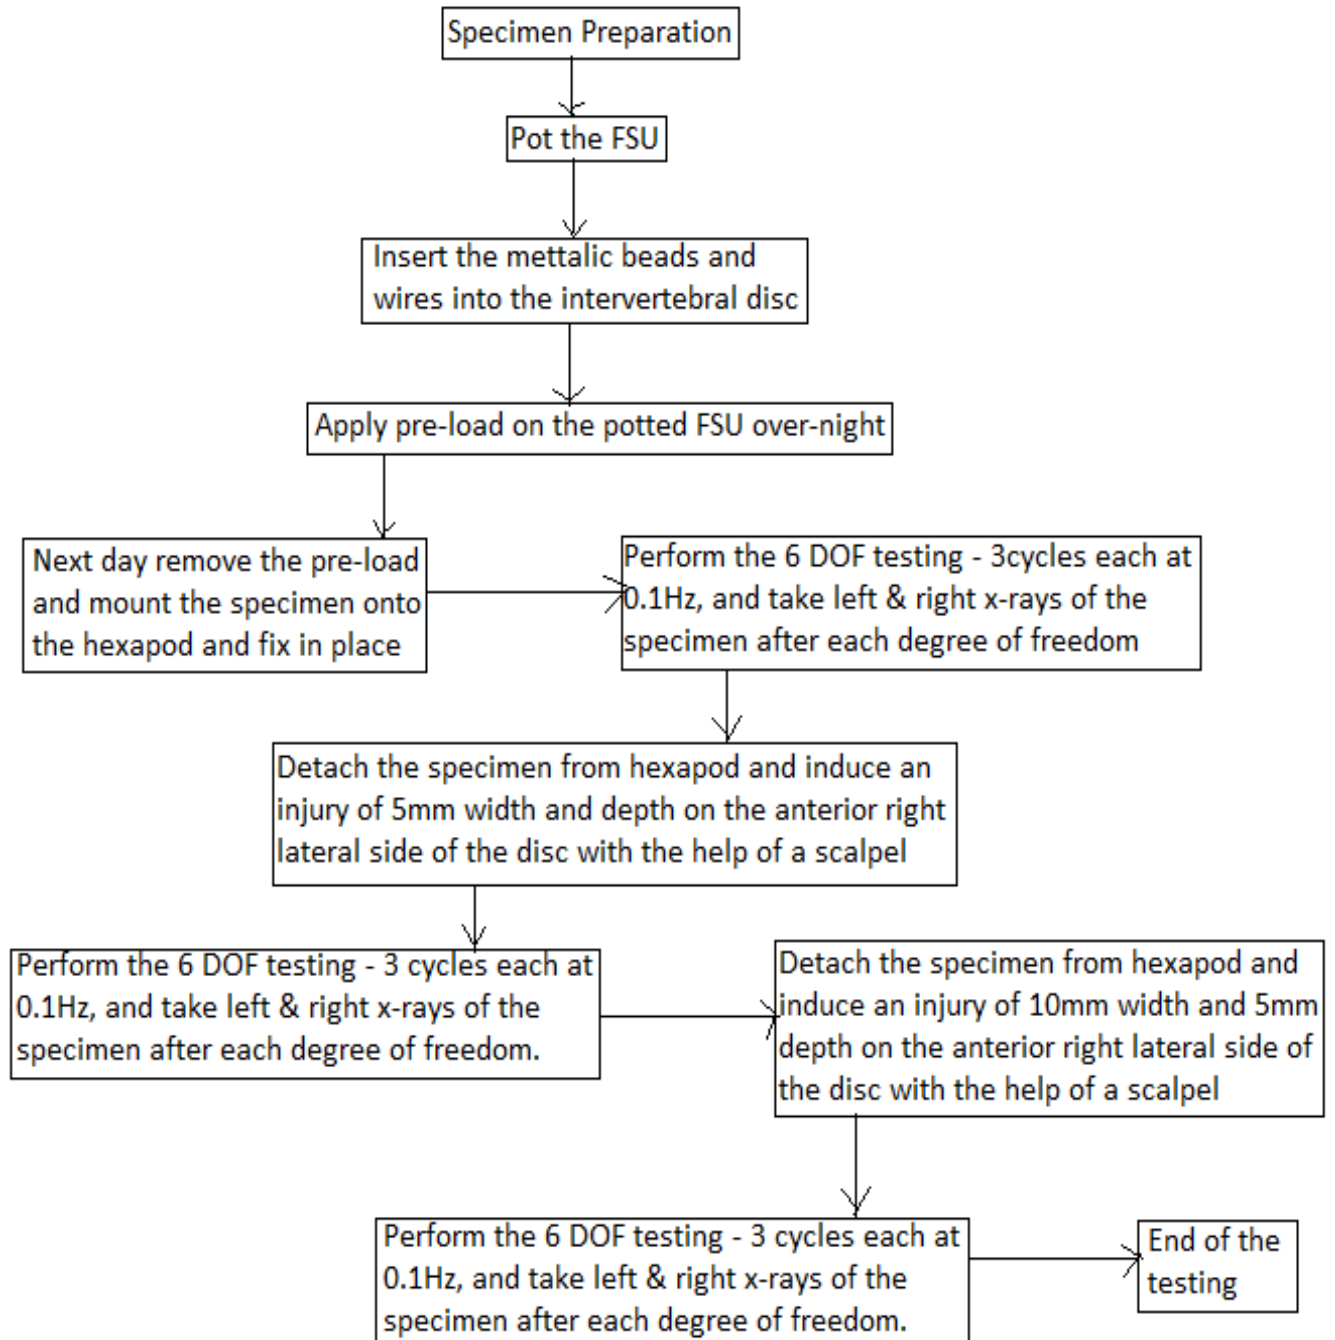 Specimen Preparation
Pot the FSU
Insert the mettalic beads and
wires into the intervertebral disc
Apply pre-load on the potted FSU over-night
Next day remove the pre-load
and mount the specimen onto
the hexapod and fix in place
Perform the 6 DOF testing - 3cycles each at
0.1Hz, and take left & right x-rays of the
specimen after each degree of freedom
Detach the specimen from hexapod and induce an
injury of 5mm width and depth on the anterior right
lateral side of the disc with the help of a scalpel
Perform the 6 DOF testing - 3 cycles each at
0.1Hz, and take left & right x-rays of the
specimen after each degree of freedom.
Detach the specimen from hexapod and
induce an injury of 10mm width and 5mm
depth on the anterior right lateral side of
the disc with the help of a scalpel
Perform the 6 DOF testing - 3 cycles each at
0.1Hz, and take left & right x-rays of the
specimen after each degree of freedom.
End of the
testing